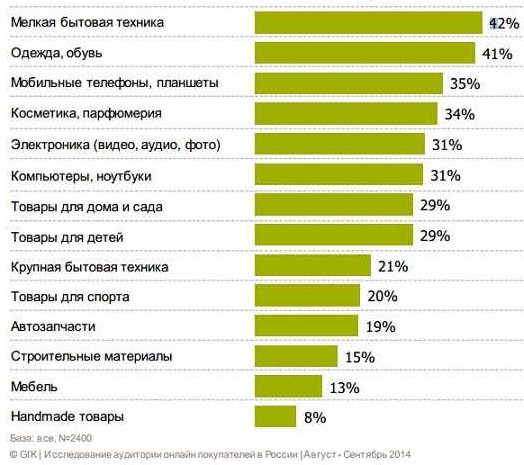 Мелкая бытовая техника 42%
Одежда, обувь 41%
Мобильные телефоны, планшеты 35%
Косметика, парфюмерия 34%
Электроника (видео, аудио, фото) 31%
Компьютеры, ноутбуки 31%
Товары для дома и сада 29%
Товары для детей 29%
Крупная бытовая техника 21%
Товары для спорта 20%
Автозапчасти 19%
Строительные материалы 15%
Мебель 13%
Handmade товары 8%
База: все, N=2400
© GfK | Исследование аудитории онлайн покупателей в России | Август - Сентябрь 2014